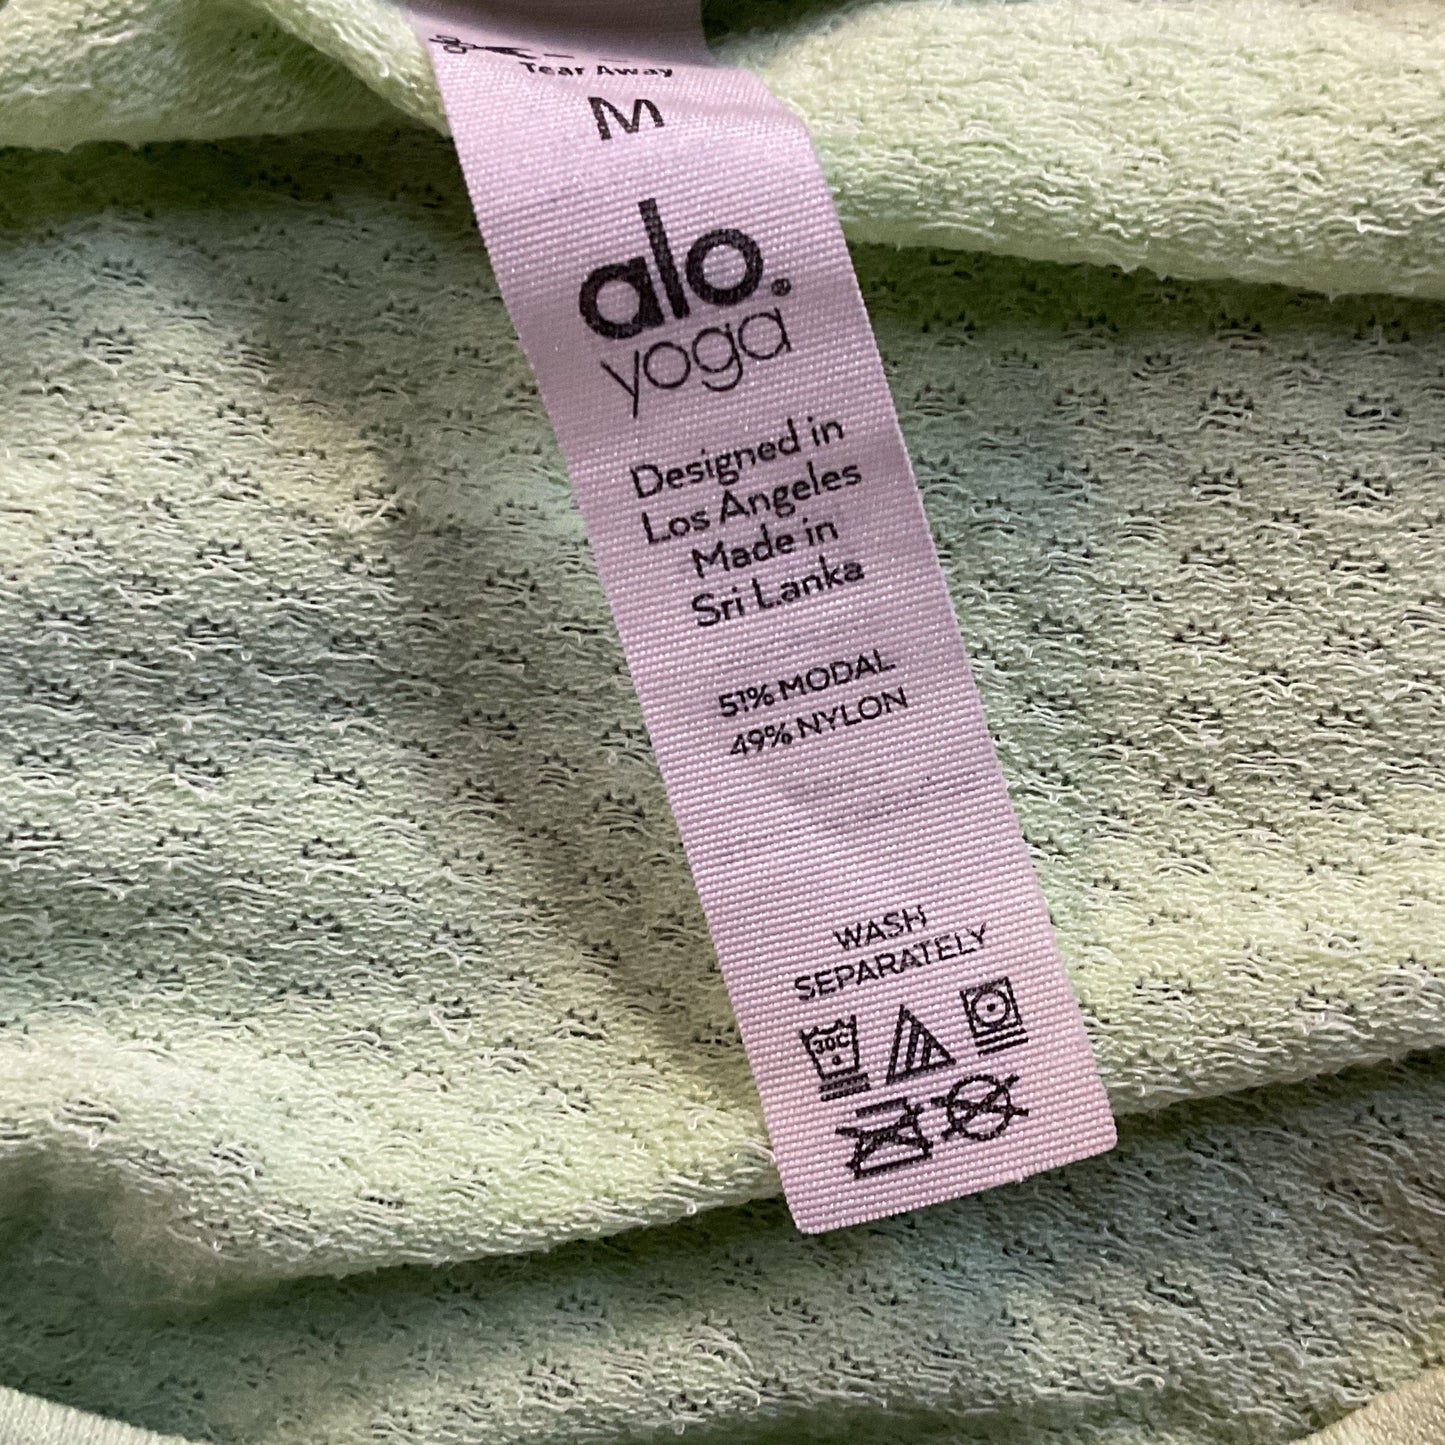 Tear Away
M
alo®
yoga
Designed in
Los Angeles
Made in
Sri Lanka
51% MODAL
49% NYLON
WASH
SEPARATELY
30C